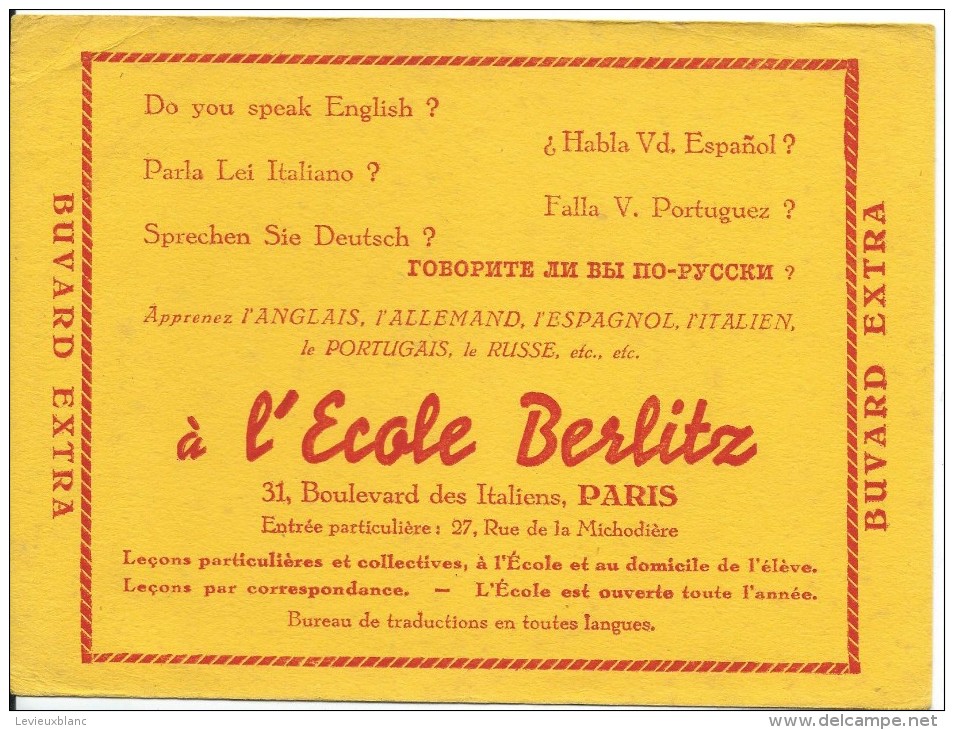 Do you speak English ?
¿ Habla Vd. Español ?
Parla Lei Italiano ?
Falla V. Portuguez ?
Sprechen Sie Deutsch ?
ГОВОРИТЕ ЛИ ВЫ ПО-РУССКИ ?
Apprenez l'ANGLAIS, l'ALLEMAND, l'ESPAGNOL, l'ITALIEN,
le PORTUGAIS, le RUSSE, etc., etc.
à l'Ecole Berlitz
31, Boulevard des Italiens, PARIS
Entrée particulière : 27, Rue de la Michodière
Leçons particulières et collectives, à l'École et au domicile de l'élève.
Leçons par correspondance. — L'École est ouverte toute l'année.
Bureau de traductions en toutes langues.
BUVARD EXTRA
BUVARD EXTRA
Levieuxblanc
delcampe.net